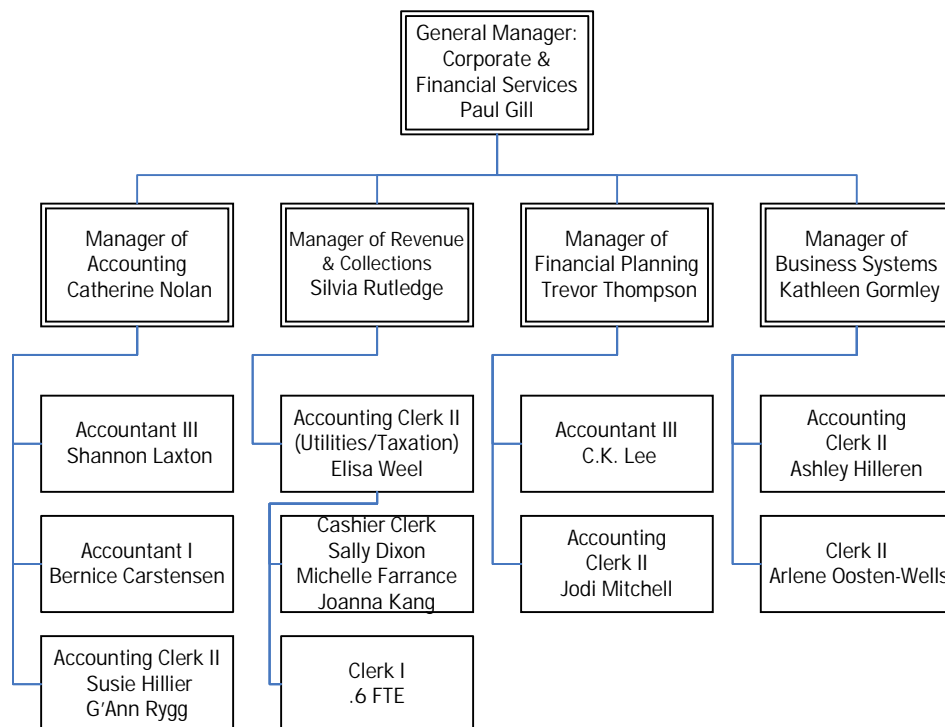 General Manager:
Corporate &
Financial Services
Paul Gill
Manager of
Accounting
Catherine Nolan
Manager of Revenue
& Collections
Silvia Rutledge
Manager of
Financial Planning
Trevor Thompson
Manager of
Business Systems
Kathleen Gormley
Accountant III
Shannon Laxton
Accounting Clerk II
(Utilities/Taxation)
Elisa Weel
Accountant III
C.K. Lee
Accounting
Clerk II
Ashley Hilleren
Accountant I
Bernice Carstensen
Cashier Clerk
Sally Dixon
Michelle Farrance
Joanna Kang
Accounting
Clerk II
Jodi Mitchell
Clerk II
Arlene Oosten-Wells
Accounting Clerk II
Susie Hillier
G'Ann Rygg
Clerk I
.6 FTE